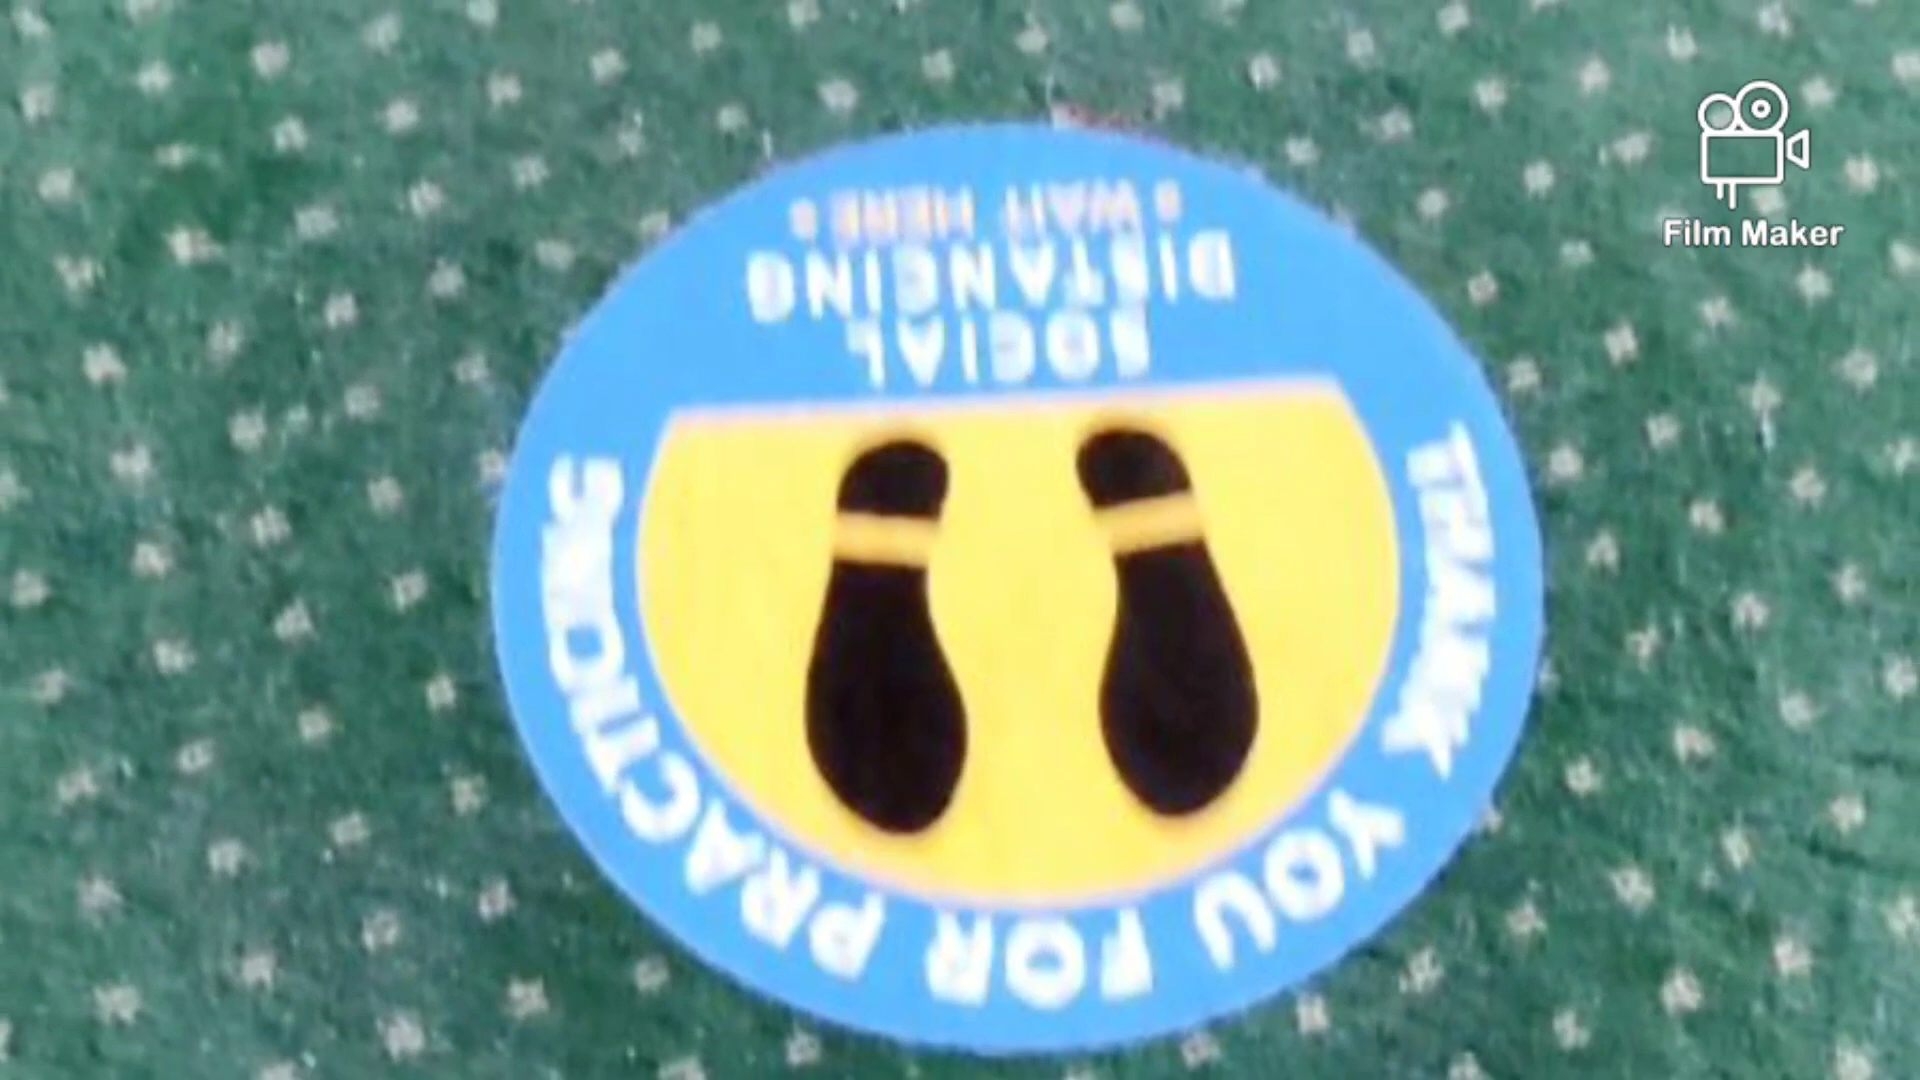 THANK YOU FOR PRACTICING
SOCIAL
DISTANCING
WAIT HERE
Film Maker